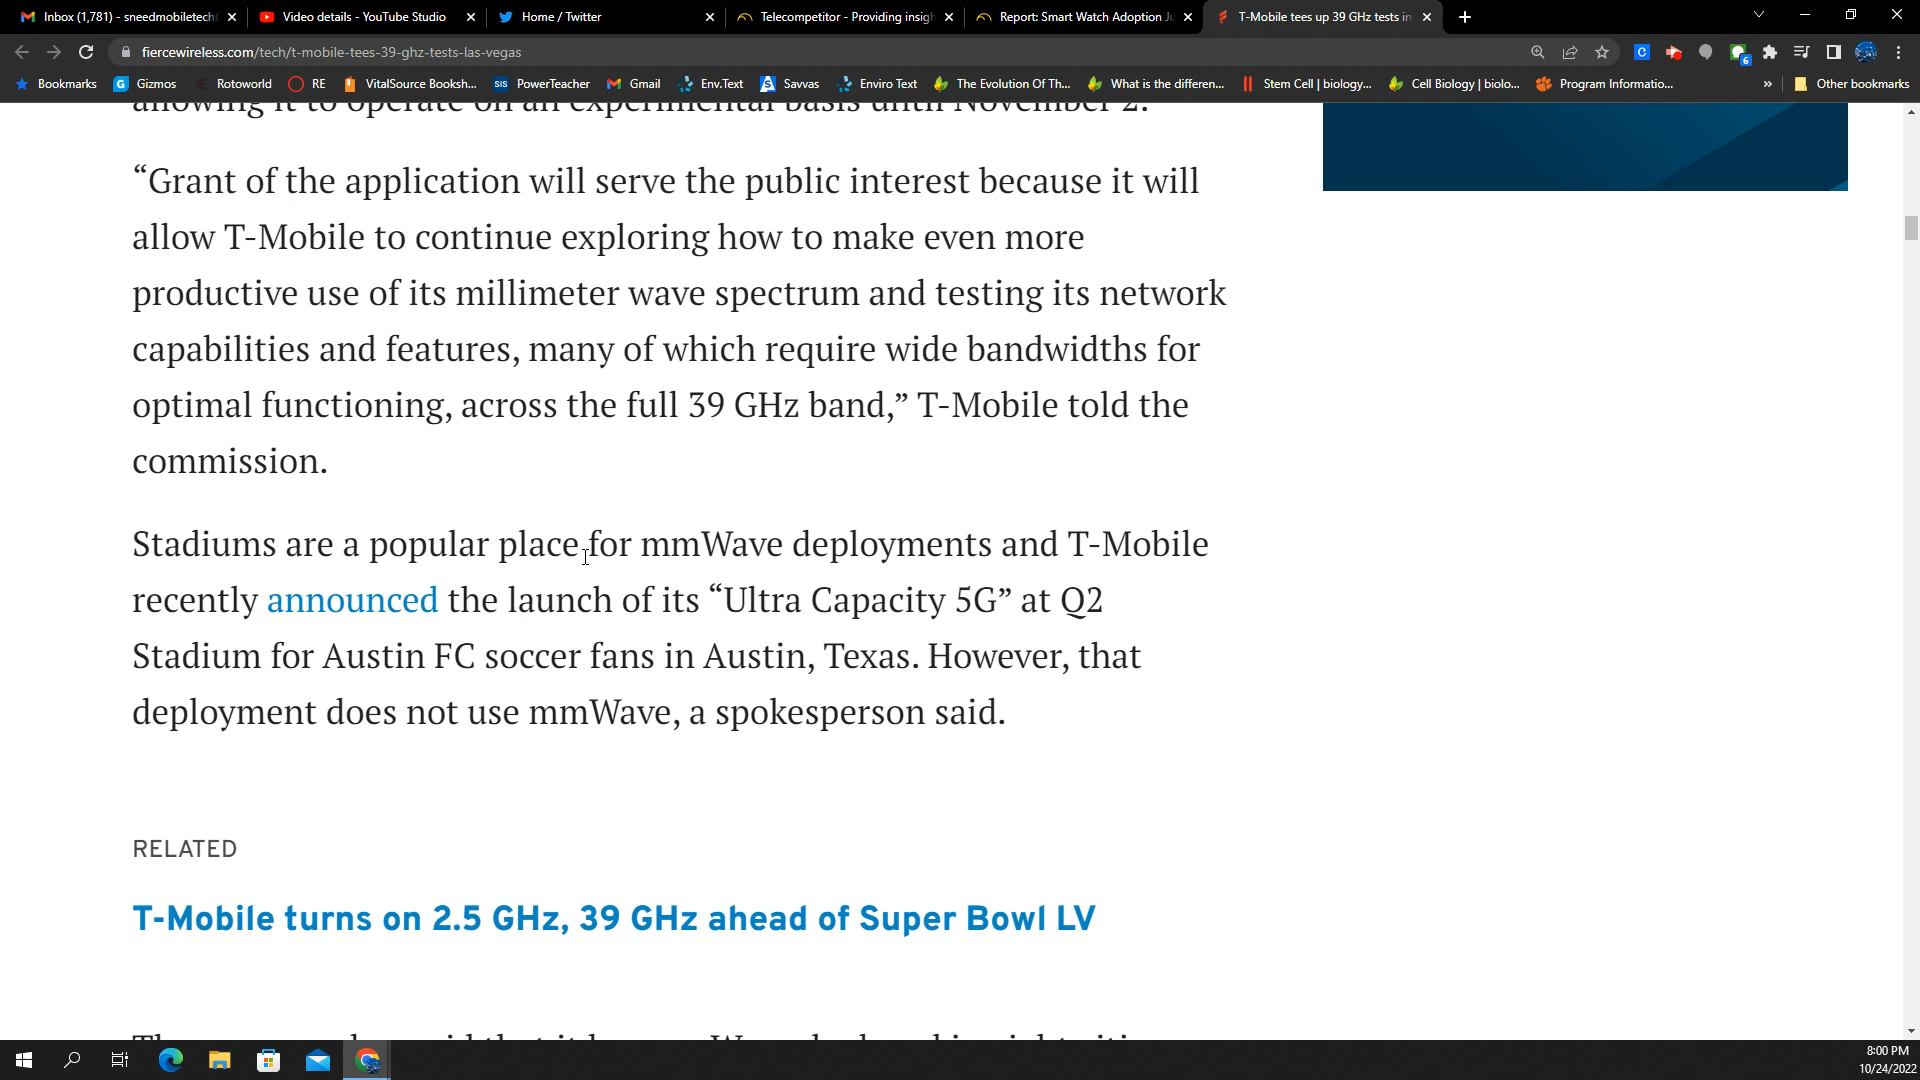 Inbox (1,781) - sneedmobiletech
Video details - YouTube Studio
Home / Twitter
Telecompetitor - Providing insigh
Report: Smart Watch Adoption Ju
T-Mobile tees up 39 GHz tests in
fiercewireless.com/tech/t-mobile-tees-39-ghz-tests-las-vegas
6
Bookmarks
Gizmos
Rotoworld
RE
VitalSource Booksh...
SIS PowerTeacher
Gmail
Env.Text
Savvas
Enviro Text
The Evolution Of Th...
What is the differen...
Stem Cell | biology...
Cell Biology | biolo...
Program Informatio...
»
Other bookmarks
allowing it to operate on an experimental basis until November 2.
“Grant of the application will serve the public interest because it will
allow T-Mobile to continue exploring how to make even more
productive use of its millimeter wave spectrum and testing its network
capabilities and features, many of which require wide bandwidths for
optimal functioning, across the full 39 GHz band,” T-Mobile told the
commission.
Stadiums are a popular place for mmWave deployments and T-Mobile
recently announced the launch of its “Ultra Capacity 5G” at Q2
Stadium for Austin FC soccer fans in Austin, Texas. However, that
deployment does not use mmWave, a spokesperson said.
RELATED
T-Mobile turns on 2.5 GHz, 39 GHz ahead of Super Bowl LV
8:00 PM
10/24/2022